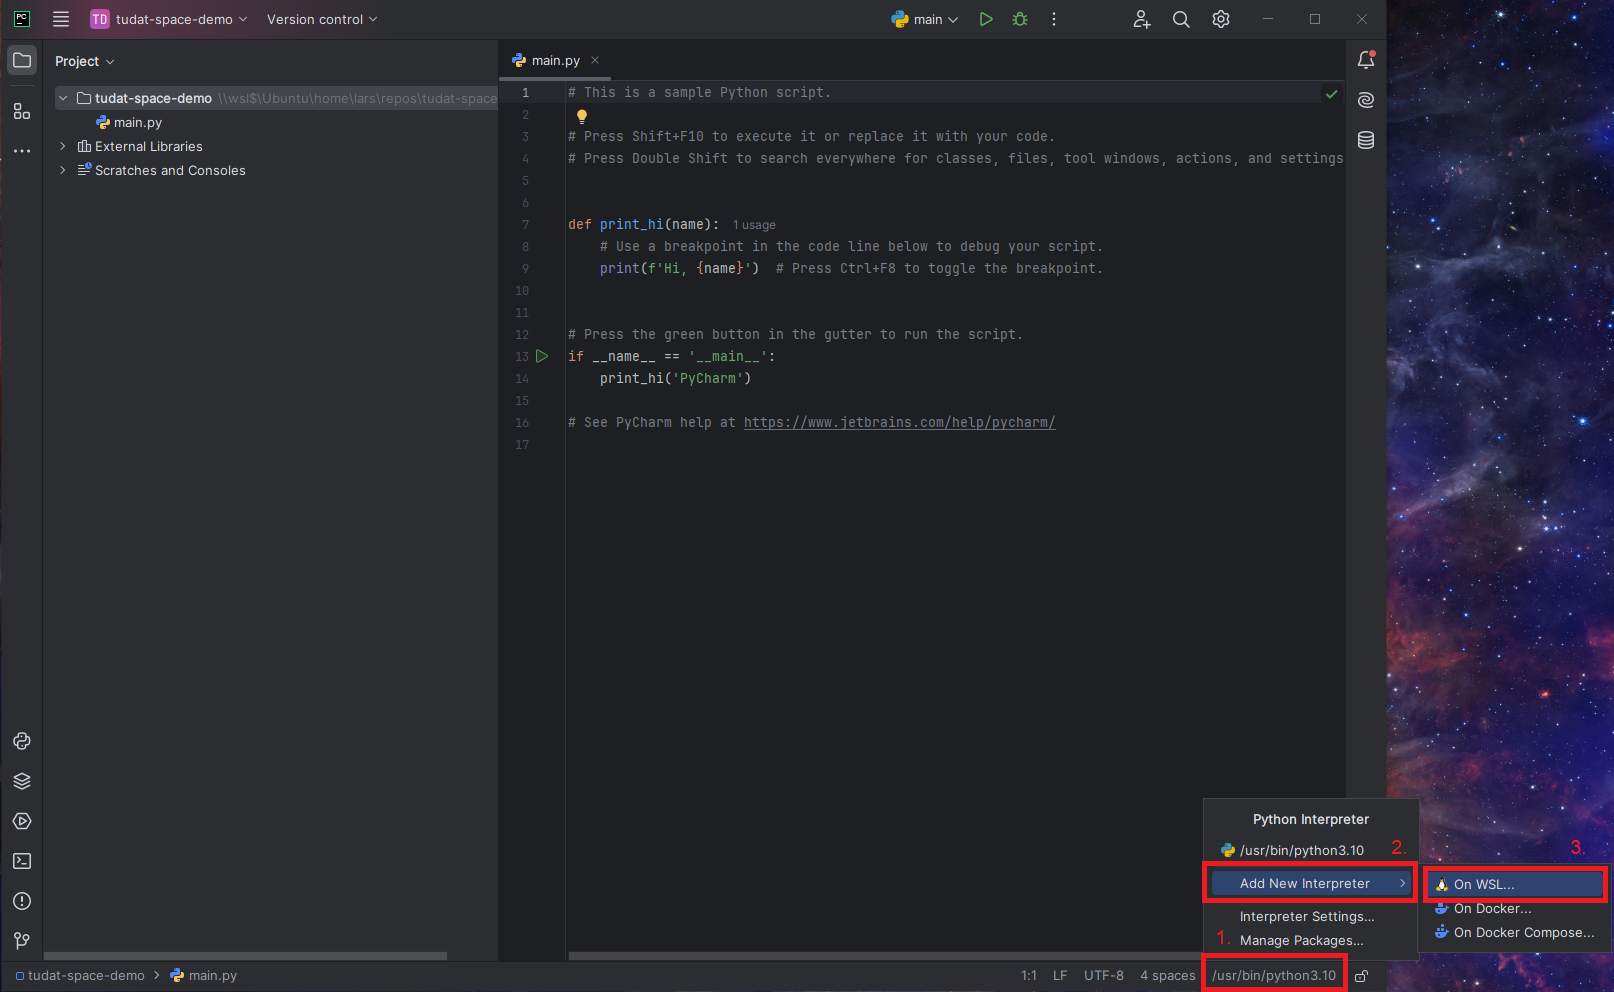 PC
TD tudat-space-demo Version control main
Project
main.py
tudat-space-demo \\wsl$\Ubuntu\home\lars\repos\tudat-space
main.py
External Libraries
Scratches and Consoles
1 # This is a sample Python script.
2
3 # Press Shift+F10 to execute it or replace it with your code.
4 # Press Double Shift to search everywhere for classes, files, tool windows, actions, and settings
5
6
7 def print_hi(name): 1 usage
8 # Use a breakpoint in the code line below to debug your script.
9 print(f'Hi, {name}') # Press Ctrl+F8 to toggle the breakpoint.
10
11
12 # Press the green button in the gutter to run the script.
13 if __name__ == '__main__':
14 print_hi('PyCharm')
15
16 # See PyCharm help at https://www.jetbrains.com/help/pycharm/
17
Python Interpreter
/usr/bin/python3.10 2.
Add New Interpreter
Interpreter Settings...
1. Manage Packages...
3.
On WSL...
On Docker...
On Docker Compose...
tudat-space-demo main.py 1:1 LF UTF-8 4 spaces /usr/bin/python3.10